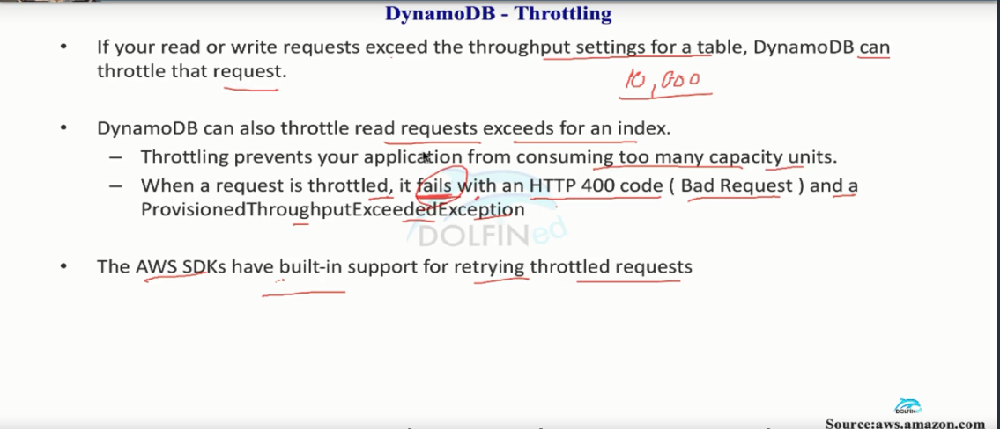 DynamoDB - Throttling
• If your read or write requests exceed the throughput settings for a table, DynamoDB can
throttle that request.
10,000
• DynamoDB can also throttle read requests exceeds for an index.
– Throttling prevents your application from consuming too many capacity units.
– When a request is throttled, it fails with an HTTP 400 code ( Bad Request ) and a
ProvisionedThroughputExceededException
DOLFINed
• The AWS SDKs have built-in support for retrying throttled requests
DOLFINed
Source:aws.amazon.com